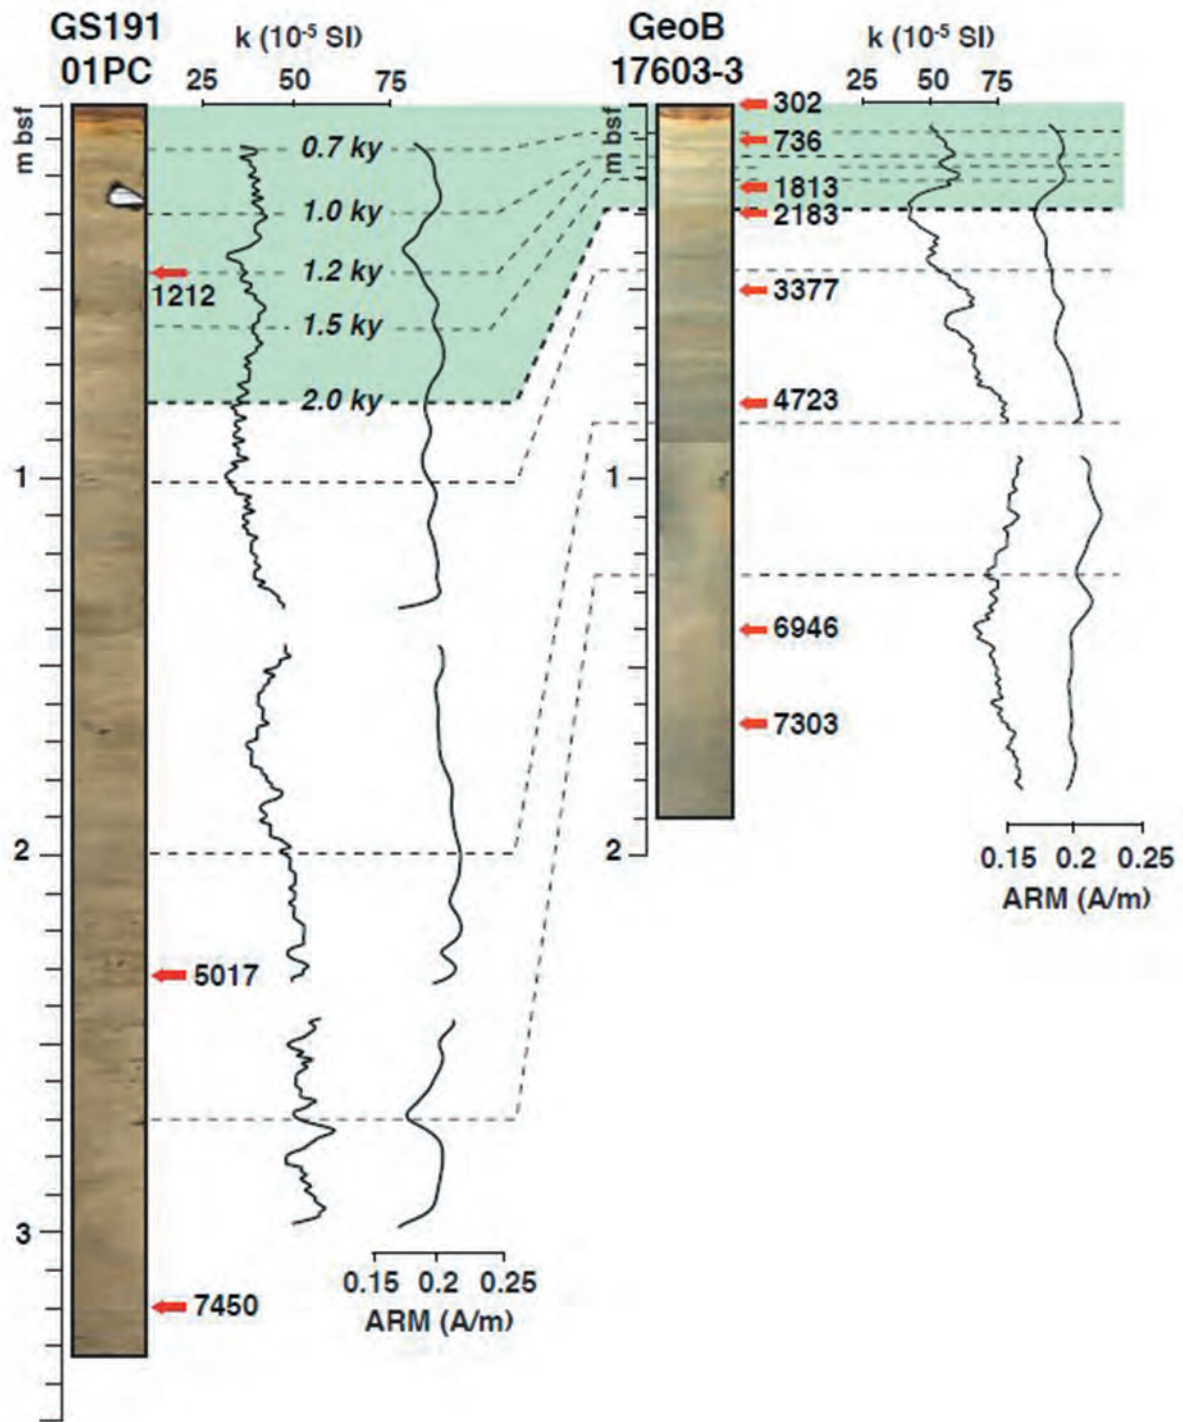 GS191
01PC
k (10-5 SI)
25 50 75
m bsf
0.7 ky
1.0 ky
1.2 ky
1212
1.5 ky
2.0 ky
1
2
5017
3
7450
0.15 0.2 0.25
ARM (A/m)
GeoB
17603-3
k (10-5 SI)
25 50 75
m bsf
302
736
1813
2183
3377
4723
1
6946
7303
2
0.15 0.2 0.25
ARM (A/m)